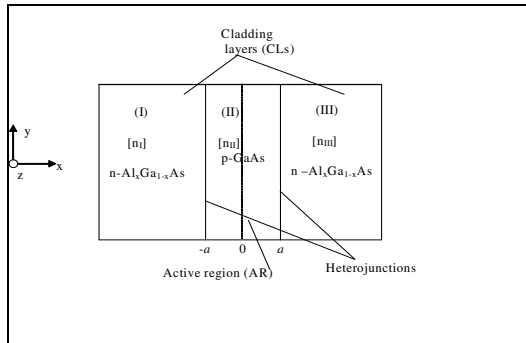 Cladding
layers (CLs)
(I)
(II)
(III)
[nI]
[nII]
[nIII]
n-AlxGa1-xAs
p-GaAs
n –AlxGa1-xAs
y
x
z
-a
0
a
Active region (AR)
Heterojunctions